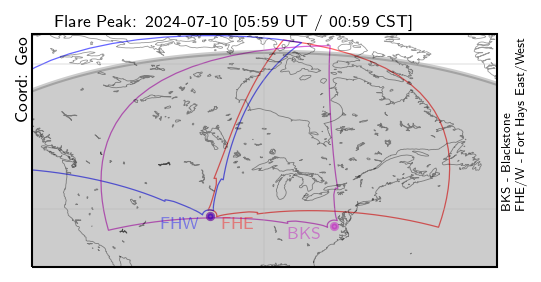 Flare Peak: 2024-07-10 [05:59 UT / 00:59 CST]
Coord: Geo
FHW
FHE
BKS
BKS - Blackstone
FHE/W - Fort Hays East/West